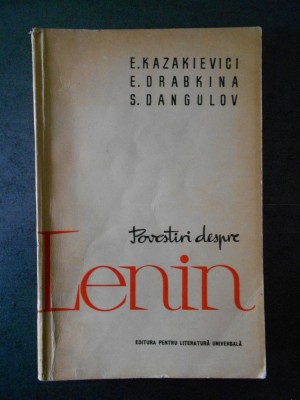 E. KAZAKIEVICI
E. DRABKINA
S. DANGULOV
Povestiri despre
Lenin
EDITURA PENTRU LITERATURĂ UNIVERSALĂ